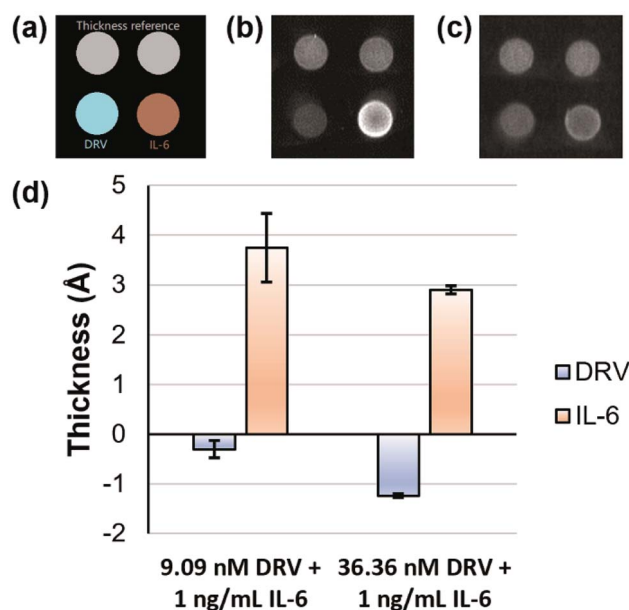 (a)
Thickness reference
DRV
IL-6
(b)
(c)
(d)
Thickness (Å)
5
4
3
2
1
0
-1
-2
9.09 nM DRV +
1 ng/mL IL-6
36.36 nM DRV +
1 ng/mL IL-6
DRV
IL-6